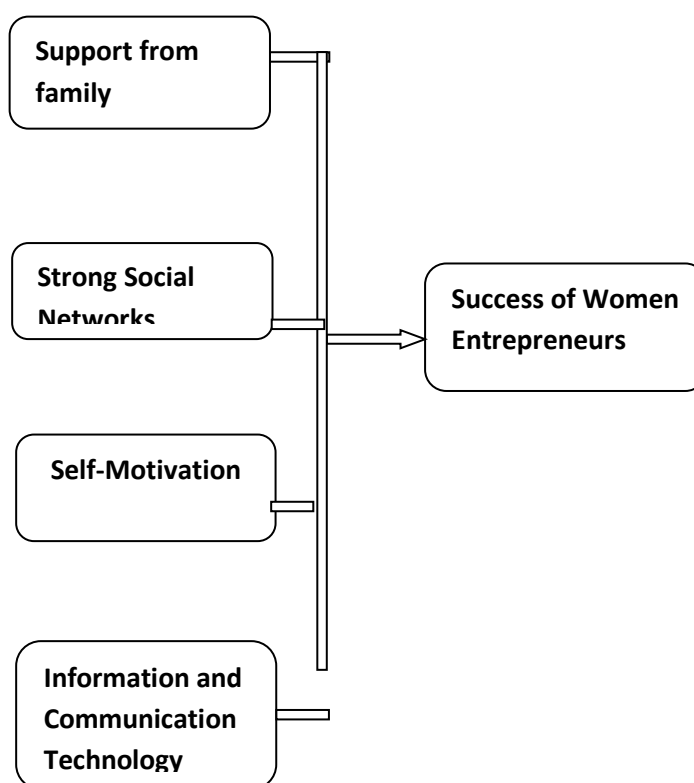 Support from
family
Strong Social
Networks
Success of Women
Entrepreneurs
Self-Motivation
Information and
Communication
Technology